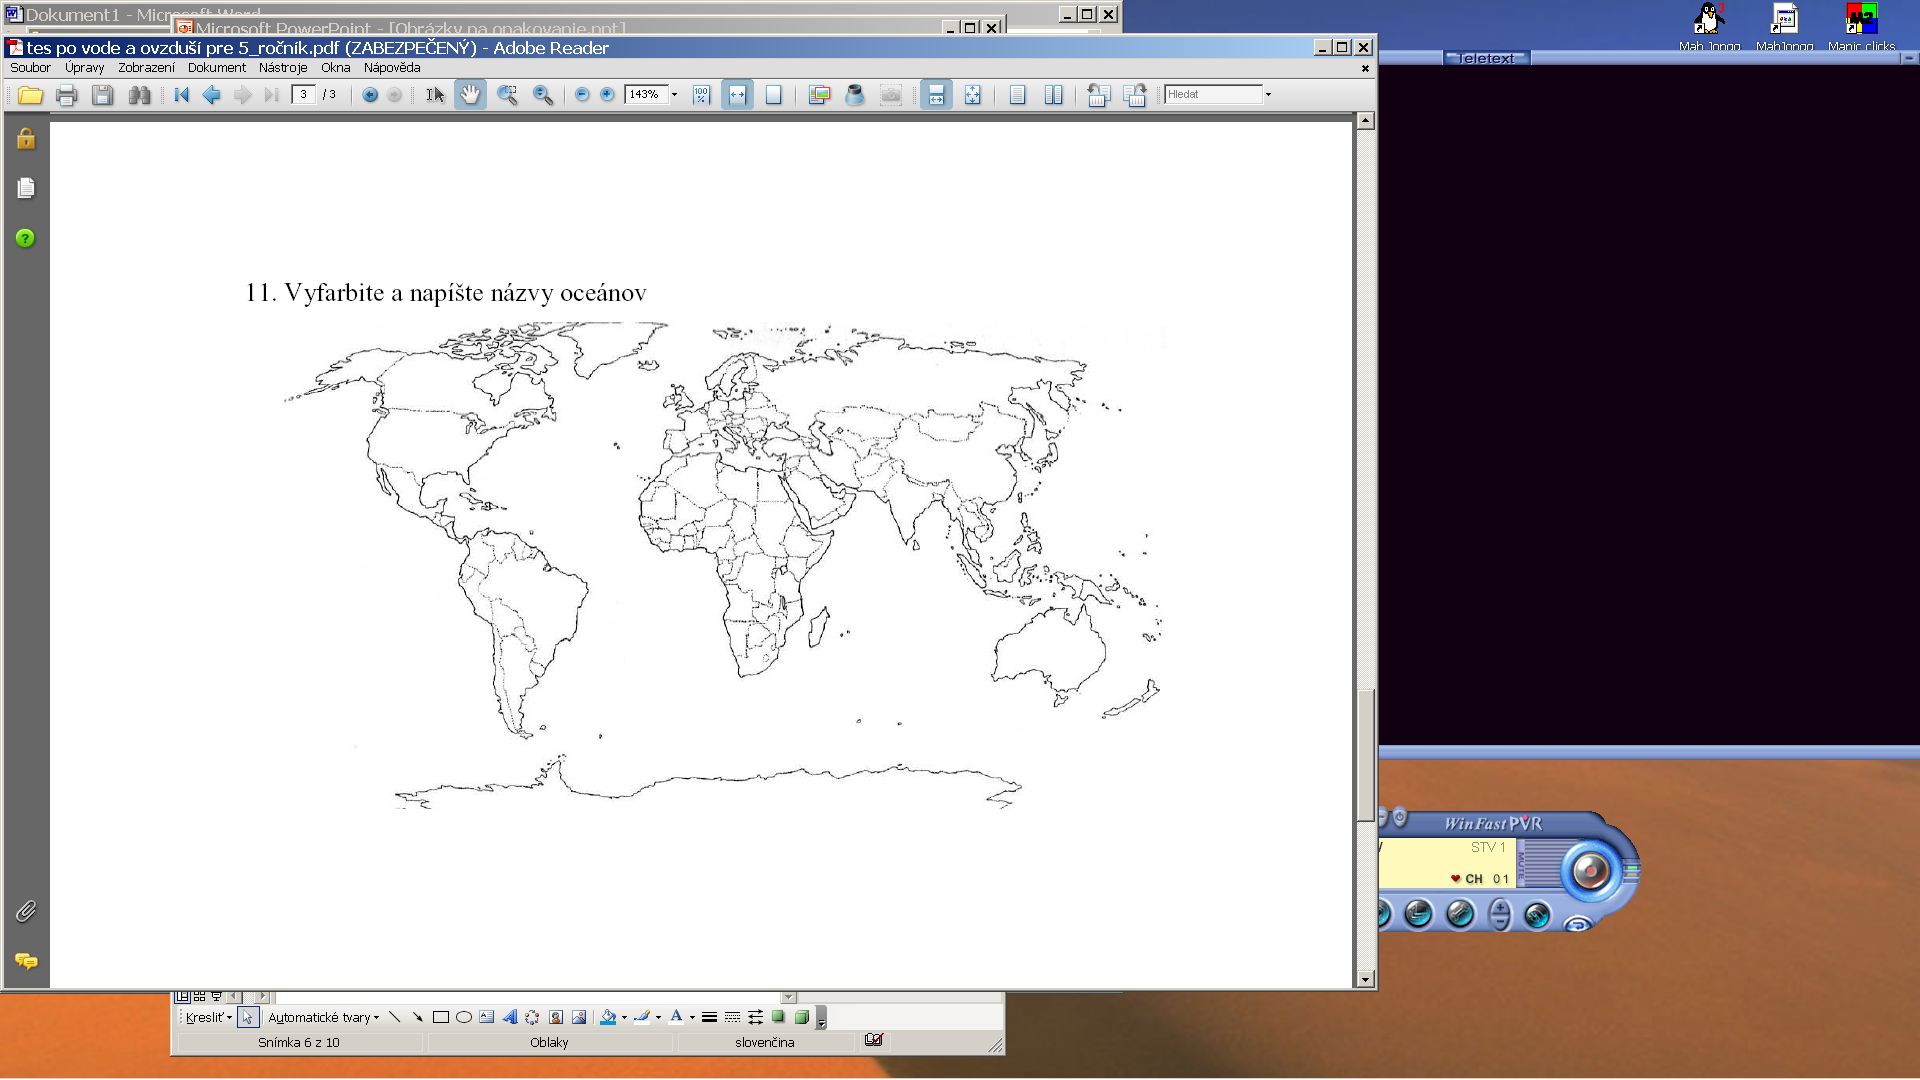 Dokument1 - Microsoft Word
Microsoft PowerPoint - [Obrázky na opakovanie.ppt]
tes po vode a ovzduší pre 5_ročník.pdf (ZABEZPEČENÝ) - Adobe Reader
Soubor Úpravy Zobrazení Dokument Nástroje Okna Nápověda
3 / 3 143% Hledat
11. Vyfarbite a napíšte názvy oceánov
Kresliť Automatické tvary
Snímka 6 z 10 Oblaky slovenčina
Mah Jongg MahJongg Manic clicks
Teletext
WinFast PVR
STV 1
MUTE
CH 01